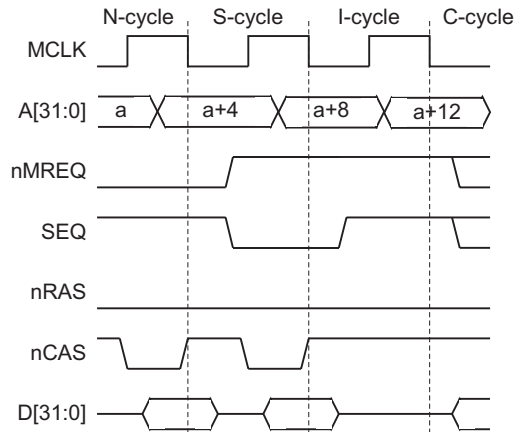 N-cycle S-cycle I-cycle C-cycle
MCLK
A[31:0] a a+4 a+8 a+12
nMREQ
SEQ
nRAS
nCAS
D[31:0]